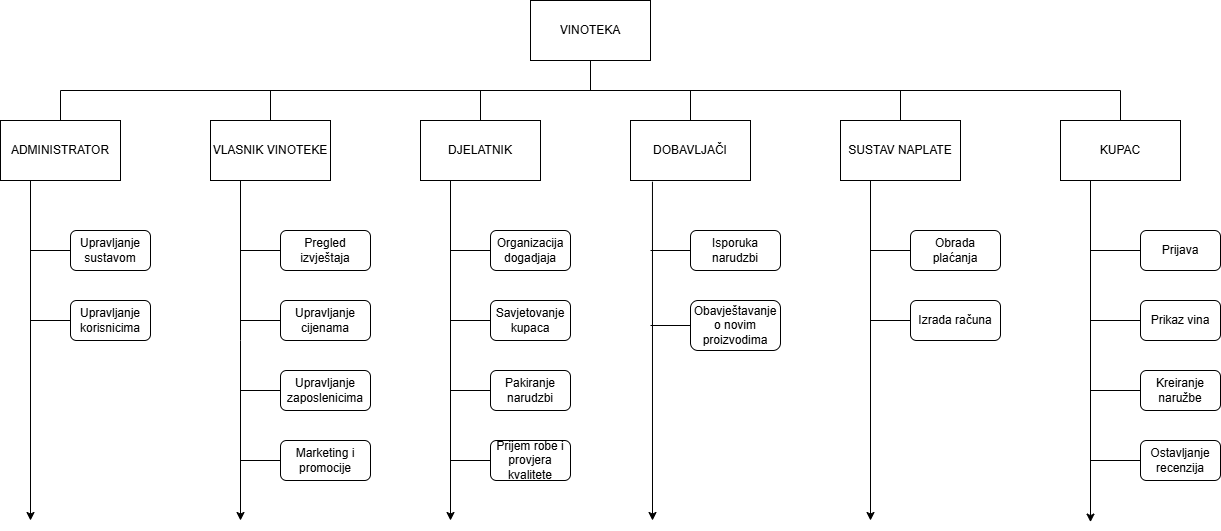 VINOTEKA
ADMINISTRATOR
VLASNIK VINOTEKE
DJELATNIK
DOBAVLJAČI
SUSTAV NAPLATE
KUPAC
Upravljanje
sustavom
Upravljanje
korisnicima
Pregled
izvještaja
Upravljanje
cijenama
Upravljanje
zaposlenicima
Marketing i
promocije
Organizacija
dogadjaja
Savjetovanje
kupaca
Pakiranje
narudzbi
Prijem robe i
provjera
kvalitete
Isporuka
narudzbi
Obavještavanje
o novim
proizvodima
Obrada
plaćanja
Izrada računa
Prijava
Prikaz vina
Kreiranje
naružbe
Ostavljanje
recenzija